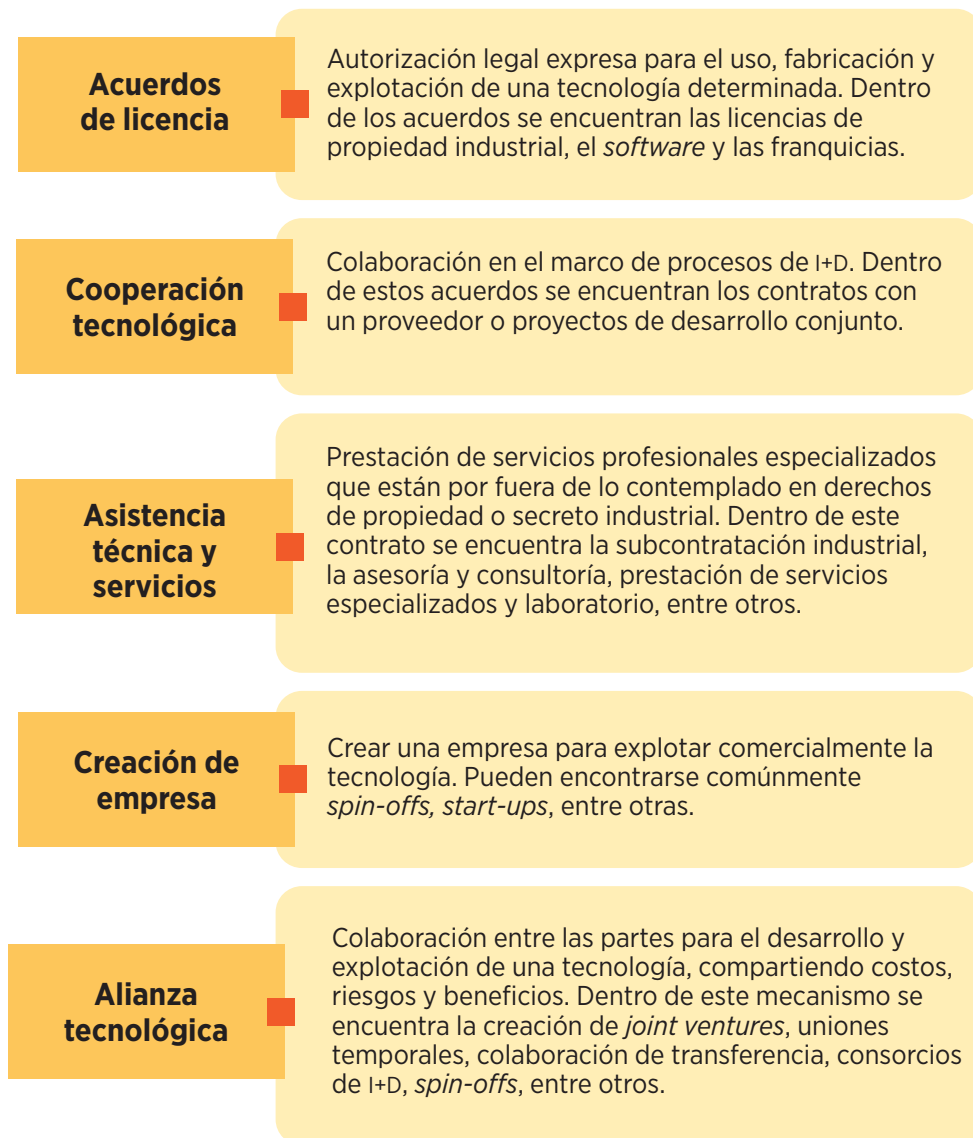 Acuerdos
de licencia
Autorización legal expresa para el uso, fabricación y
explotación de una tecnología determinada. Dentro
de los acuerdos se encuentran las licencias de
propiedad industrial, el software y las franquicias.
Cooperación
tecnológica
Colaboración en el marco de procesos de I+D. Dentro
de estos acuerdos se encuentran los contratos con
un proveedor o proyectos de desarrollo conjunto.
Asistencia
técnica y
servicios
Prestación de servicios profesionales especializados
que están por fuera de lo contemplado en derechos
de propiedad o secreto industrial. Dentro de este
contrato se encuentra la subcontratación industrial,
la asesoría y consultoría, prestación de servicios
especializados y laboratorio, entre otros.
Creación de
empresa
Crear una empresa para explotar comercialmente la
tecnología. Pueden encontrarse comúnmente
spin-offs, start-ups, entre otras.
Alianza
tecnológica
Colaboración entre las partes para el desarrollo y
explotación de una tecnología, compartiendo costos,
riesgos y beneficios. Dentro de este mecanismo se
encuentra la creación de joint ventures, uniones
temporales, colaboración de transferencia, consorcios
de I+D, spin-offs, entre otros.